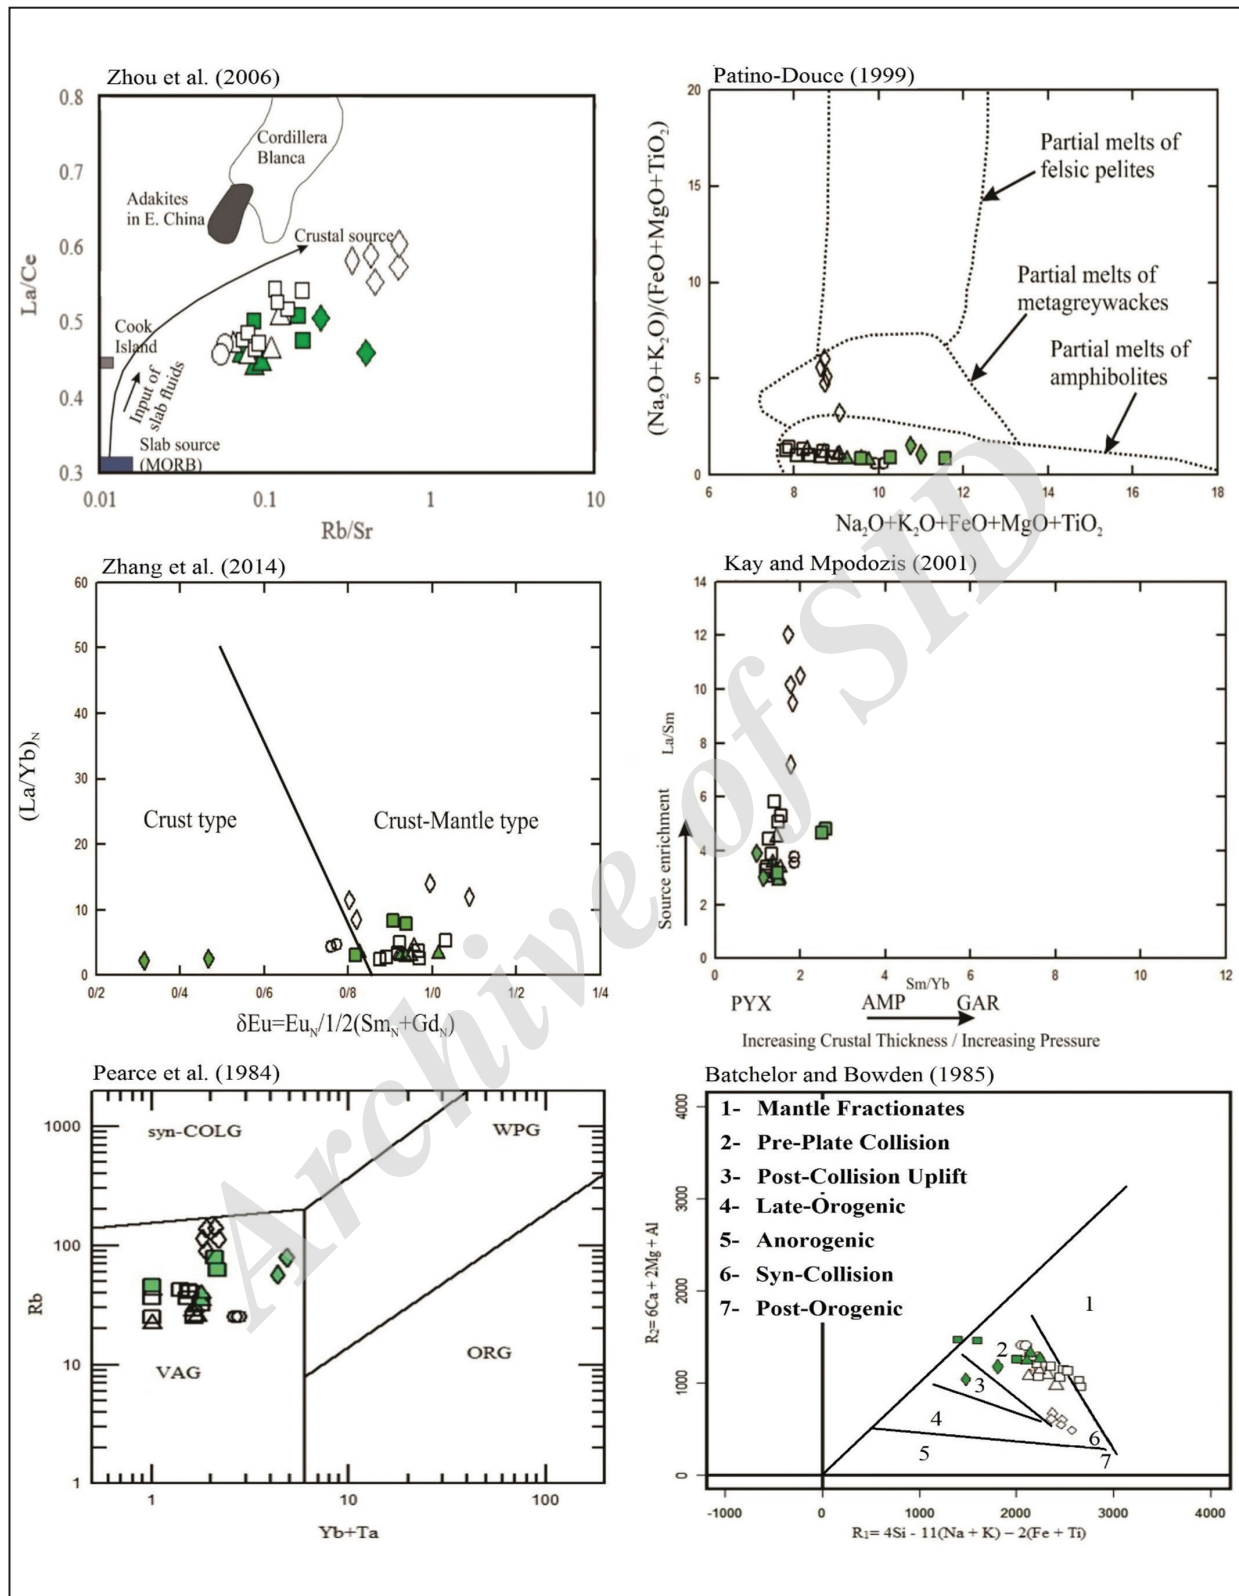 Zhou et al. (2006)
0.8
0.7
0.6
0.5
0.4
0.3
La/Ce
Cordillera
Blanca
Adakites
in E. China
Crustal source
Cook
Island
Input of
slab fluids
Slab source
(MORB)
0.01
0.1
1
10
Rb/Sr
Patino-Douce (1999)
20
15
10
5
0
(Na₂O+K₂O)/(FeO+MgO+TiO₂)
Partial melts of
felsic pelites
Partial melts of
metagreywackes
Partial melts of
amphibolites
6
8
10
12
14
16
18
Na₂O+K₂O+FeO+MgO+TiO₂
Zhang et al. (2014)
60
50
40
30
20
10
0
(La/Yb)N
Crust type
Crust-Mantle type
0/2
0/4
0/6
0/8
1/0
1/2
1/4
δEu=EuN/1/2(SmN+GdN)
Kay and Mpodozis (2001)
14
12
10
8
6
4
2
0
La/Sm
Source enrichment
0
2
4
6
8
10
12
Sm/Yb
PYX
AMP
GAR
Increasing Crustal Thickness / Increasing Pressure
Pearce et al. (1984)
1000
100
10
1
Rb
syn-COLG
WPG
VAG
ORG
1
10
100
Yb+Ta
Batchelor and Bowden (1985)
1- Mantle Fractionates
2- Pre-Plate Collision
3- Post-Collision Uplift
4- Late-Orogenic
5- Anorogenic
6- Syn-Collision
7- Post-Orogenic
4000
3000
2000
1000
0
R₂= 6Ca + 2Mg + Al
1
2
3
4
5
6
7
-1000
0
1000
2000
3000
4000
R₁= 4Si - 11(Na + K) – 2(Fe + Ti)
Archive of SID